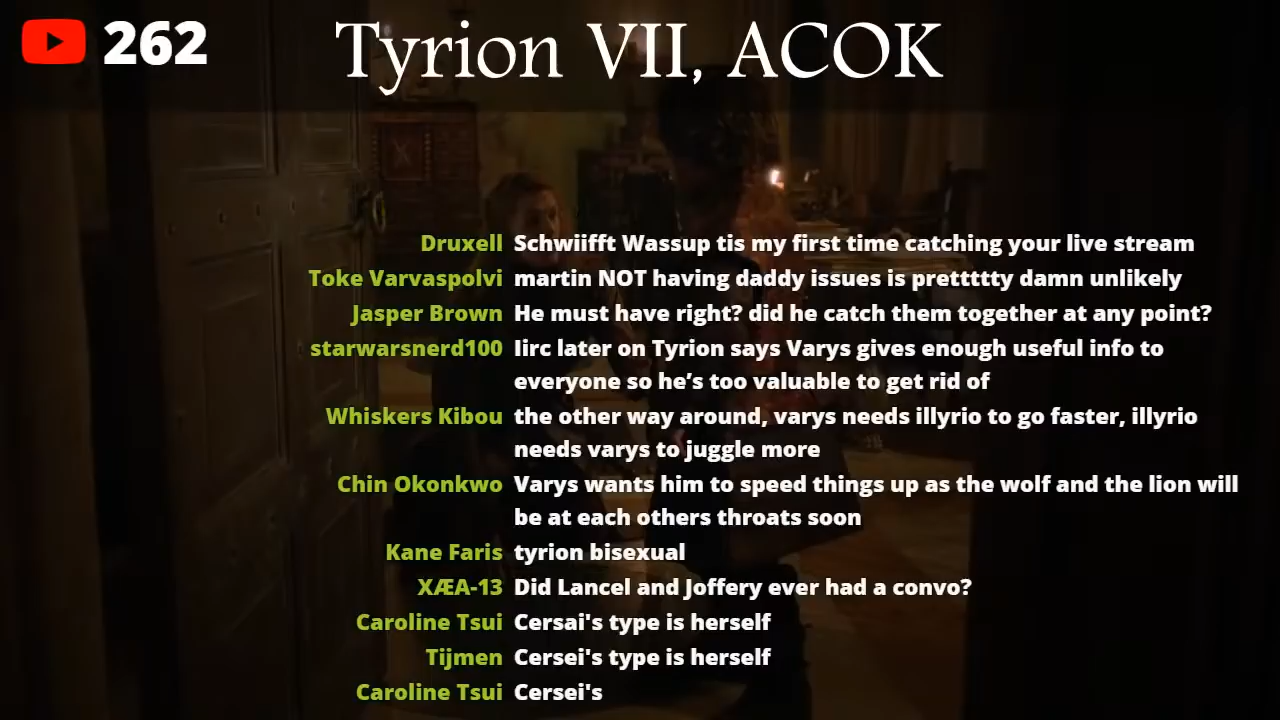 262
Tyrion VII, ACOK
Druxell Schwiifft Wassup tis my first time catching your live stream
Toke Varvaspolvi martin NOT having daddy issues is prettttty damn unlikely
Jasper Brown He must have right? did he catch them together at any point?
starwarsnerd100 Iirc later on Tyrion says Varys gives enough useful info to
everyone so he’s too valuable to get rid of
Whiskers Kibou the other way around, varys needs illyrio to go faster, illyrio
needs varys to juggle more
Chin Okonkwo Varys wants him to speed things up as the wolf and the lion will
be at each others throats soon
Kane Faris tyrion bisexual
XÆA-13 Did Lancel and Joffery ever had a convo?
Caroline Tsui Cersai's type is herself
Tijmen Cersei's type is herself
Caroline Tsui Cersei's